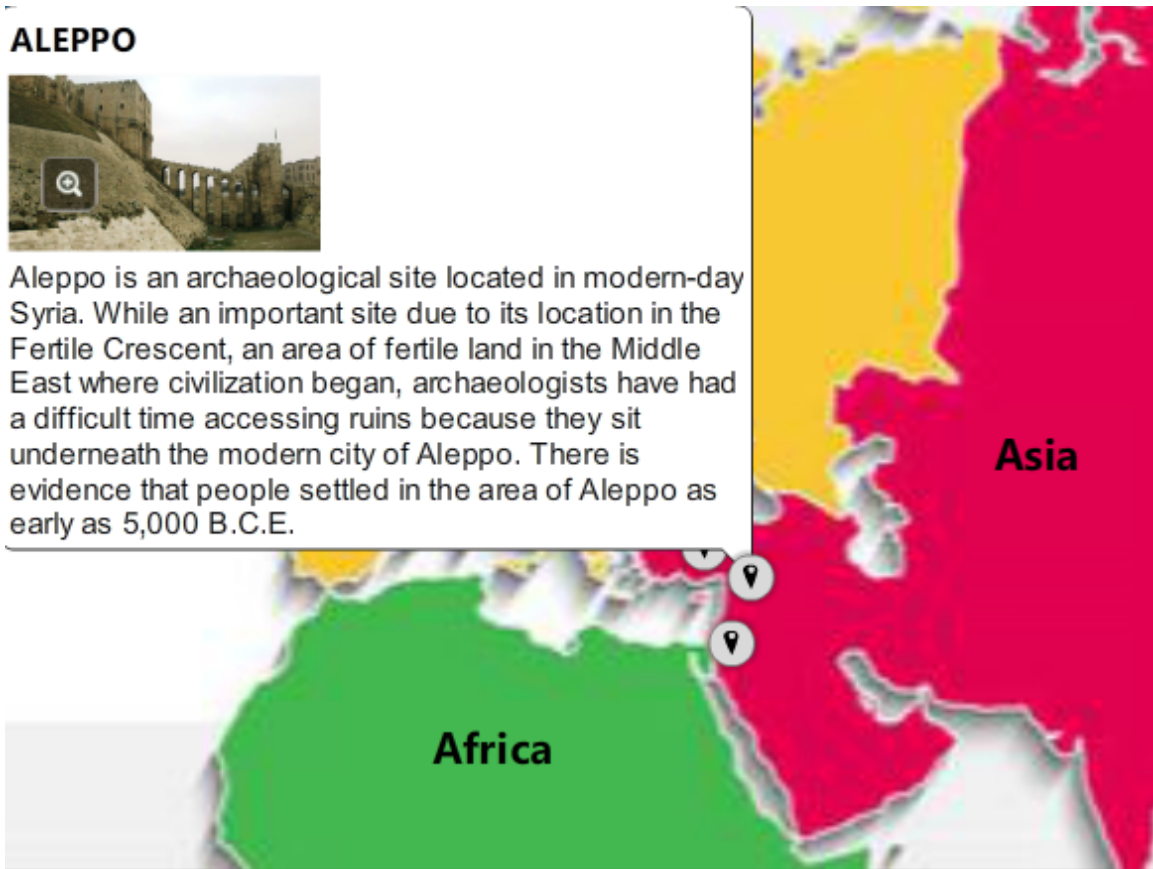 ALEPPO
Aleppo is an archaeological site located in modern-day
Syria. While an important site due to its location in the
Fertile Crescent, an area of fertile land in the Middle
East where civilization began, archaeologists have had
a difficult time accessing ruins because they sit
underneath the modern city of Aleppo. There is
evidence that people settled in the area of Aleppo as
early as 5,000 B.C.E.
Asia
Africa